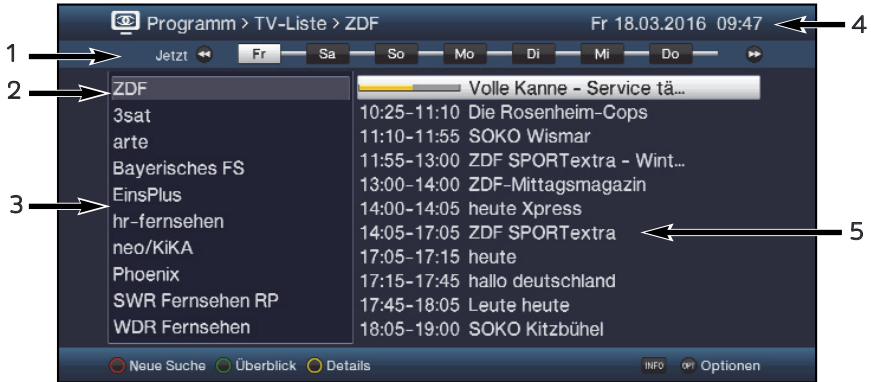 Programm > TV-Liste > ZDF Fr 18.03.2016 09:47
4
1
Jetzt Fr Sa So Mo Di Mi Do
2
ZDF
3sat
arte
Bayerisches FS
EinsPlus
3
hr-fernsehen
neo/KiKA
Phoenix
SWR Fernsehen RP
WDR Fernsehen
Volle Kanne - Service tä...
10:25-11:10 Die Rosenheim-Cops
11:10-11:55 SOKO Wismar
11:55-13:00 ZDF SPORTextra - Wint...
13:00-14:00 ZDF-Mittagsmagazin
14:00-14:05 heute Xpress
14:05-17:05 ZDF SPORTextra
5
17:05-17:15 heute
17:15-17:45 hallo deutschland
17:45-18:05 Leute heute
18:05-19:00 SOKO Kitzbühel
Neue Suche Überblick Details INFO OPT Optionen